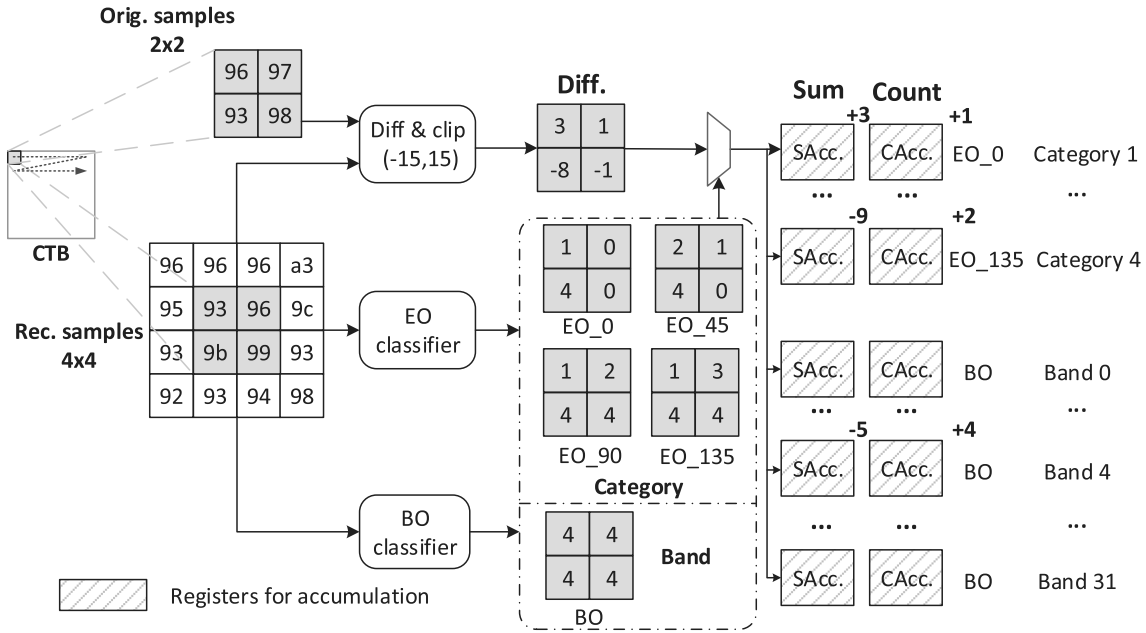 Orig. samples
2x2
96 97
93 98
Diff & clip
(-15,15)
Diff.
3 1
-8 -1
Sum Count
+3 +1
SAcc. CAcc. EO_0 Category 1
... ... ...
-9 +2
SAcc. CAcc. EO_135 Category 4
CTB
Rec. samples
4x4
96 96 96 a3
95 93 96 9c
93 9b 99 93
92 93 94 98
EO
classifier
1 0
4 0
EO_0
2 1
4 0
EO_45
1 2
4 4
EO_90
1 3
4 4
EO_135
Category
SAcc. CAcc. BO Band 0
... ... ...
-5 +4
SAcc. CAcc. BO Band 4
... ... ...
SAcc. CAcc. BO Band 31
BO
classifier
4 4
4 4
BO
Band
Registers for accumulation